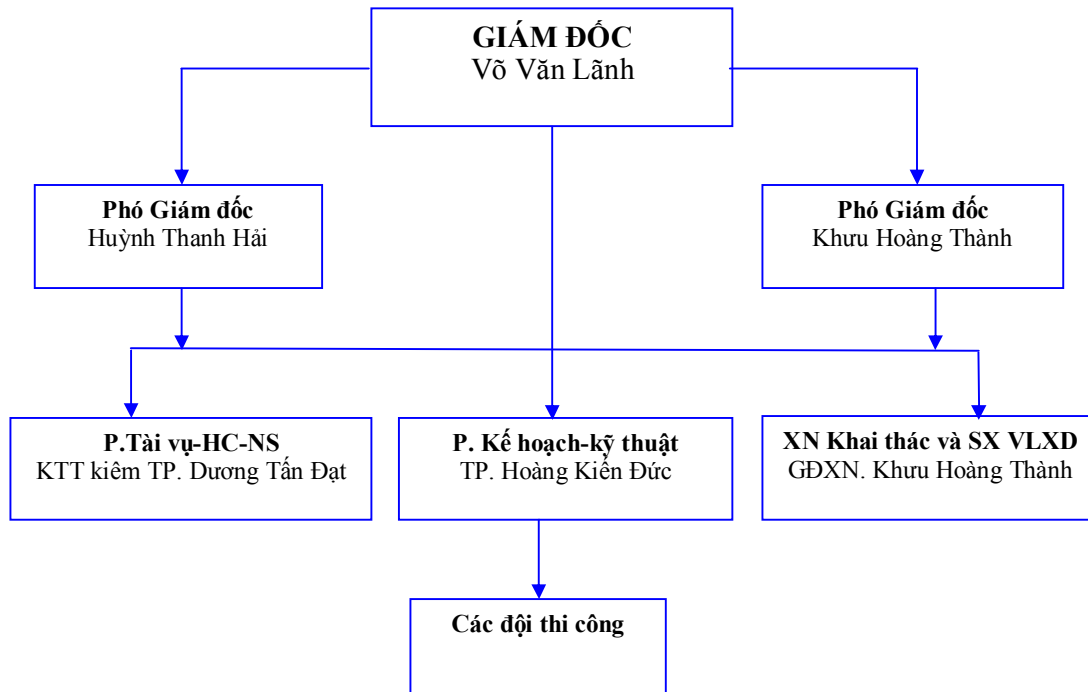 GIÁM ĐỐC
Võ Văn Lãnh
Phó Giám đốc
Huỳnh Thanh Hải
Phó Giám đốc
Khưu Hoàng Thành
P.Tài vụ-HC-NS
KTT kiêm TP. Dương Tấn Đạt
P. Kế hoạch-kỹ thuật
TP. Hoàng Kiến Đức
XN Khai thác và SX VLXD
GĐXN. Khưu Hoàng Thành
Các đội thi công